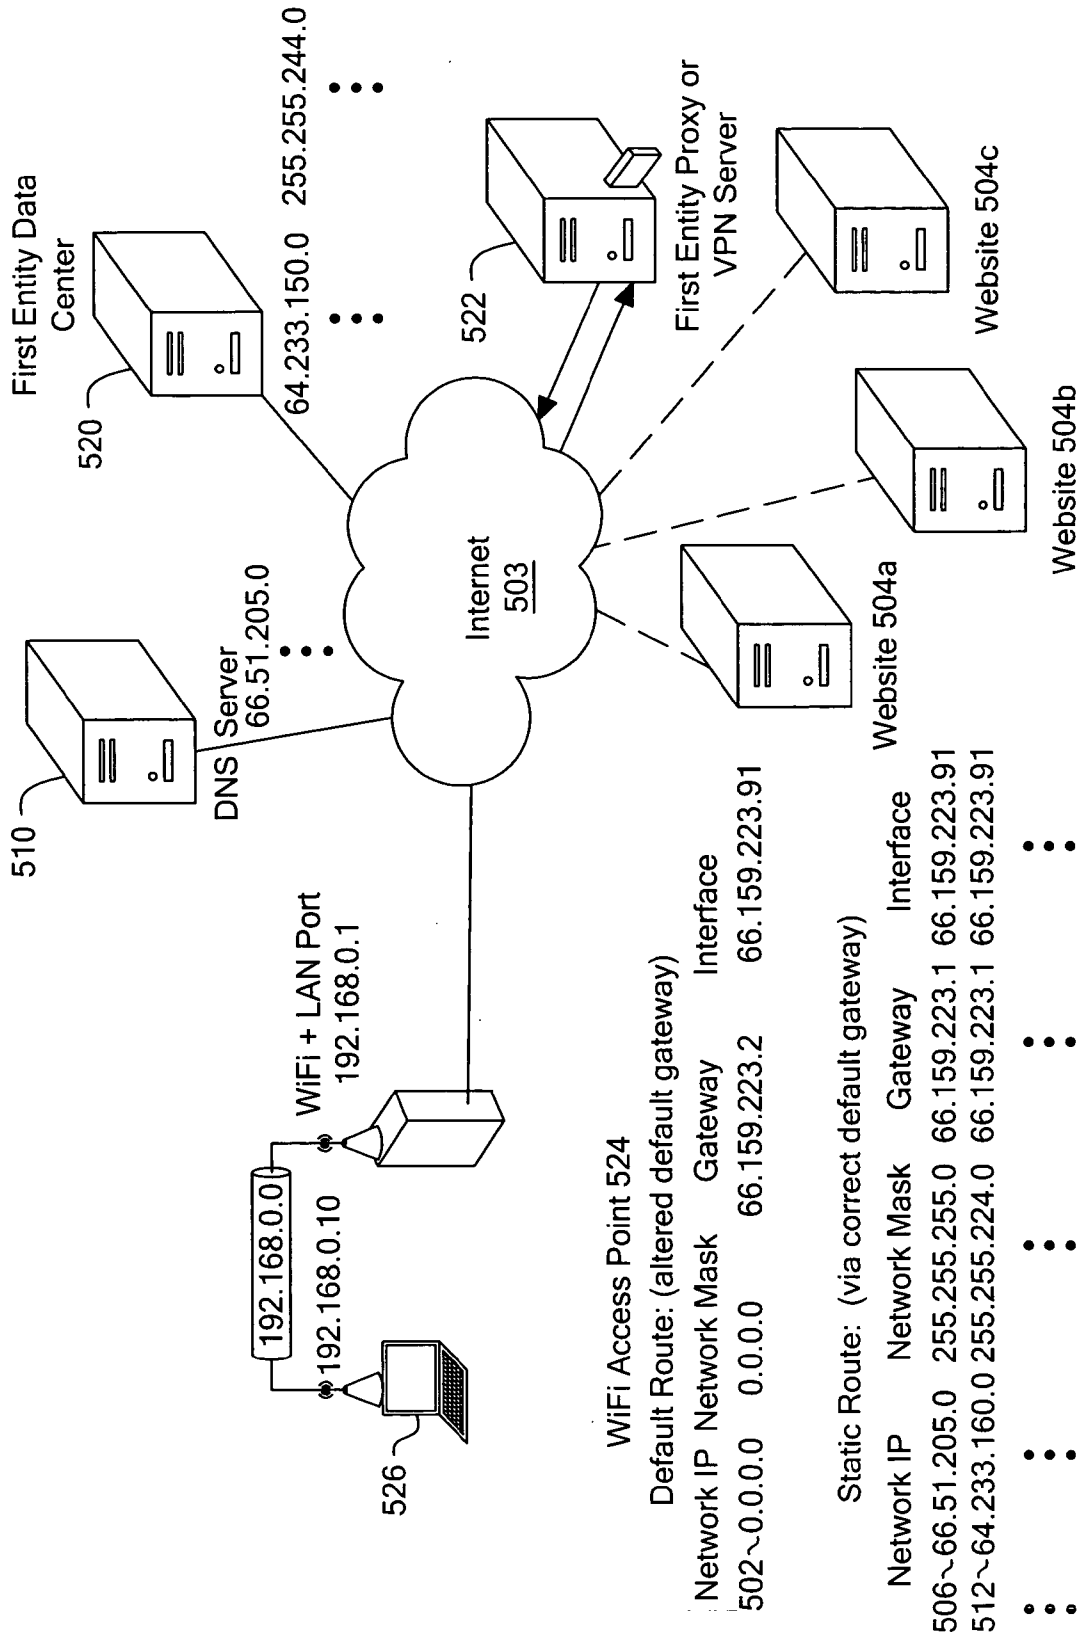 First Entity Data
Center
520
64.233.150.0 255.255.244.0
510
DNS Server
66.51.205.0
WiFi + LAN Port
192.168.0.1
192.168.0.0
192.168.0.10
526
Internet
503
522
First Entity Proxy or
VPN Server
Website 504a
Website 504b
Website 504c
WiFi Access Point 524
Default Route: (altered default gateway)
Network IP Network Mask Gateway Interface
502~0.0.0.0 0.0.0.0 66.159.223.2 66.159.223.91
Static Route: (via correct default gateway)
Network IP Network Mask Gateway Interface
506~66.51.205.0 255.255.255.0 66.159.223.1 66.159.223.91
512~64.233.160.0 255.255.224.0 66.159.223.1 66.159.223.91